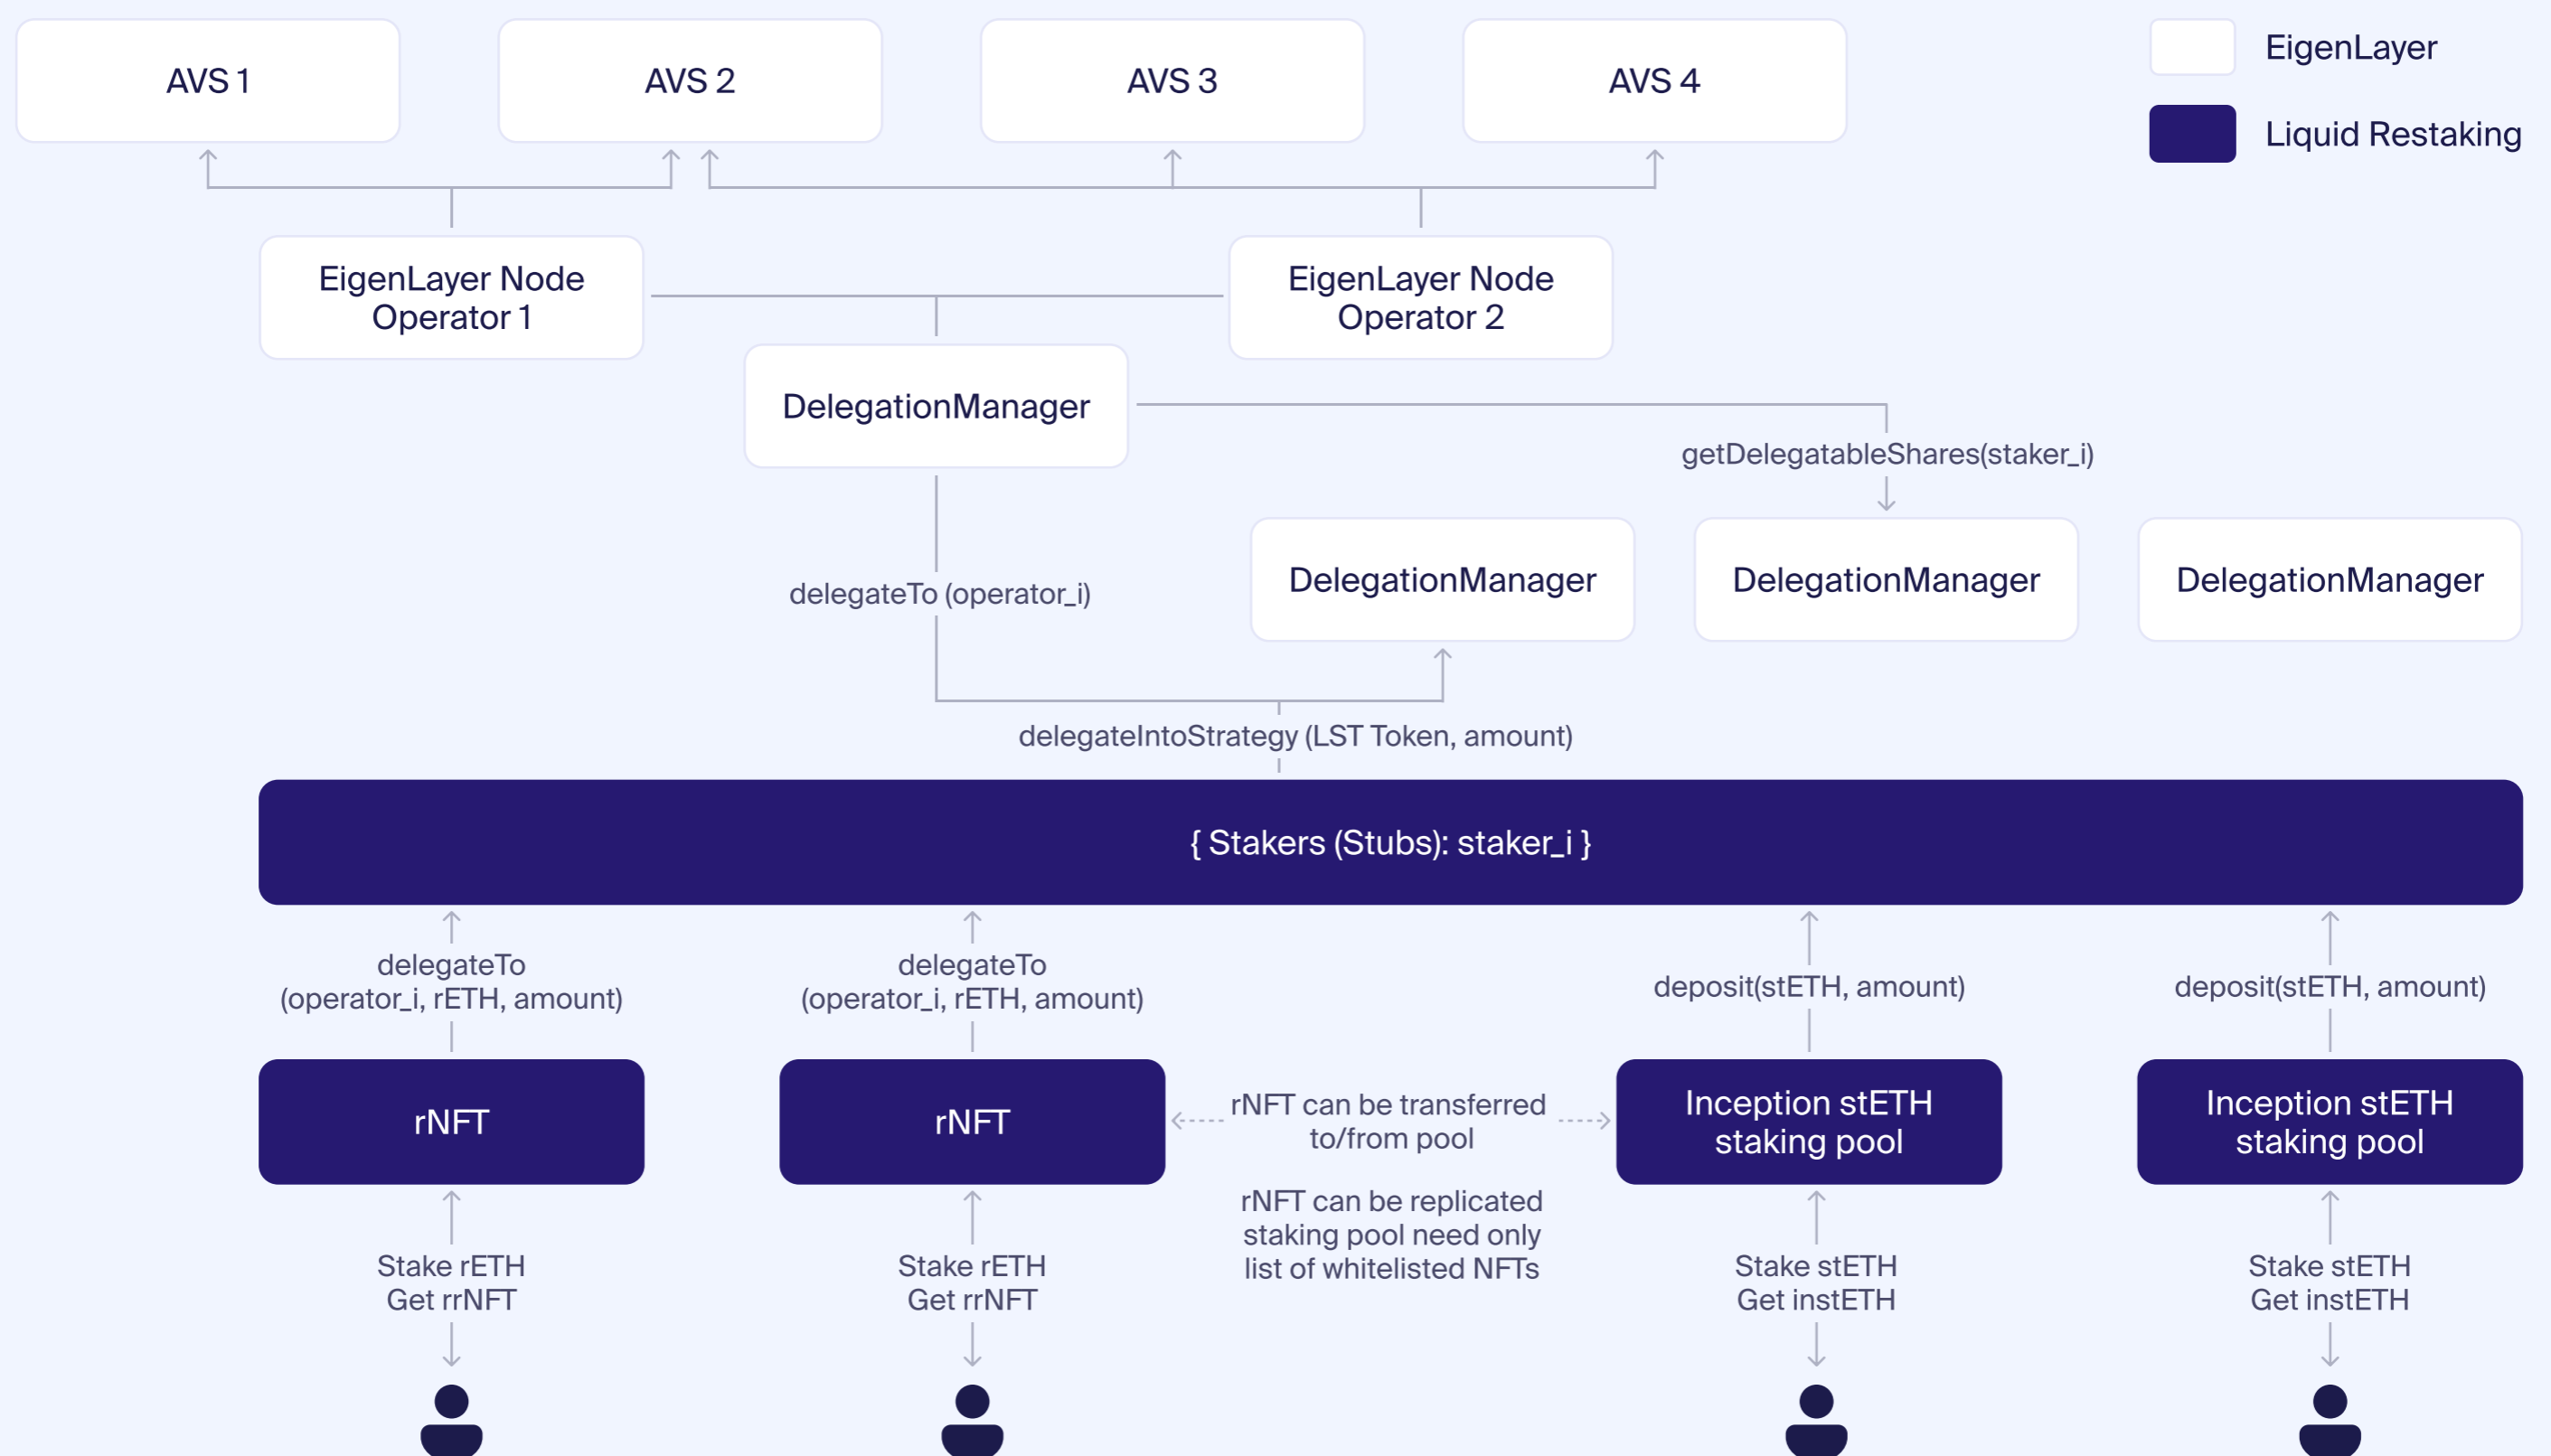 AVS 1
AVS 2
AVS 3
AVS 4
EigenLayer
Liquid Restaking
EigenLayer Node
Operator 1
EigenLayer Node
Operator 2
DelegationManager
getDelegatableShares(staker_i)
delegateTo (operator_i)
DelegationManager
DelegationManager
DelegationManager
delegateIntoStrategy (LST Token, amount)
{ Stakers (Stubs): staker_i }
delegateTo
(operator_i, rETH, amount)
delegateTo
(operator_i, rETH, amount)
deposit(stETH, amount)
deposit(stETH, amount)
rNFT
rNFT
rNFT can be transferred
to/from pool
rNFT can be replicated
staking pool need only
list of whitelisted NFTs
Inception stETH
staking pool
Inception stETH
staking pool
Stake rETH
Get rrNFT
Stake rETH
Get rrNFT
Stake stETH
Get instETH
Stake stETH
Get instETH